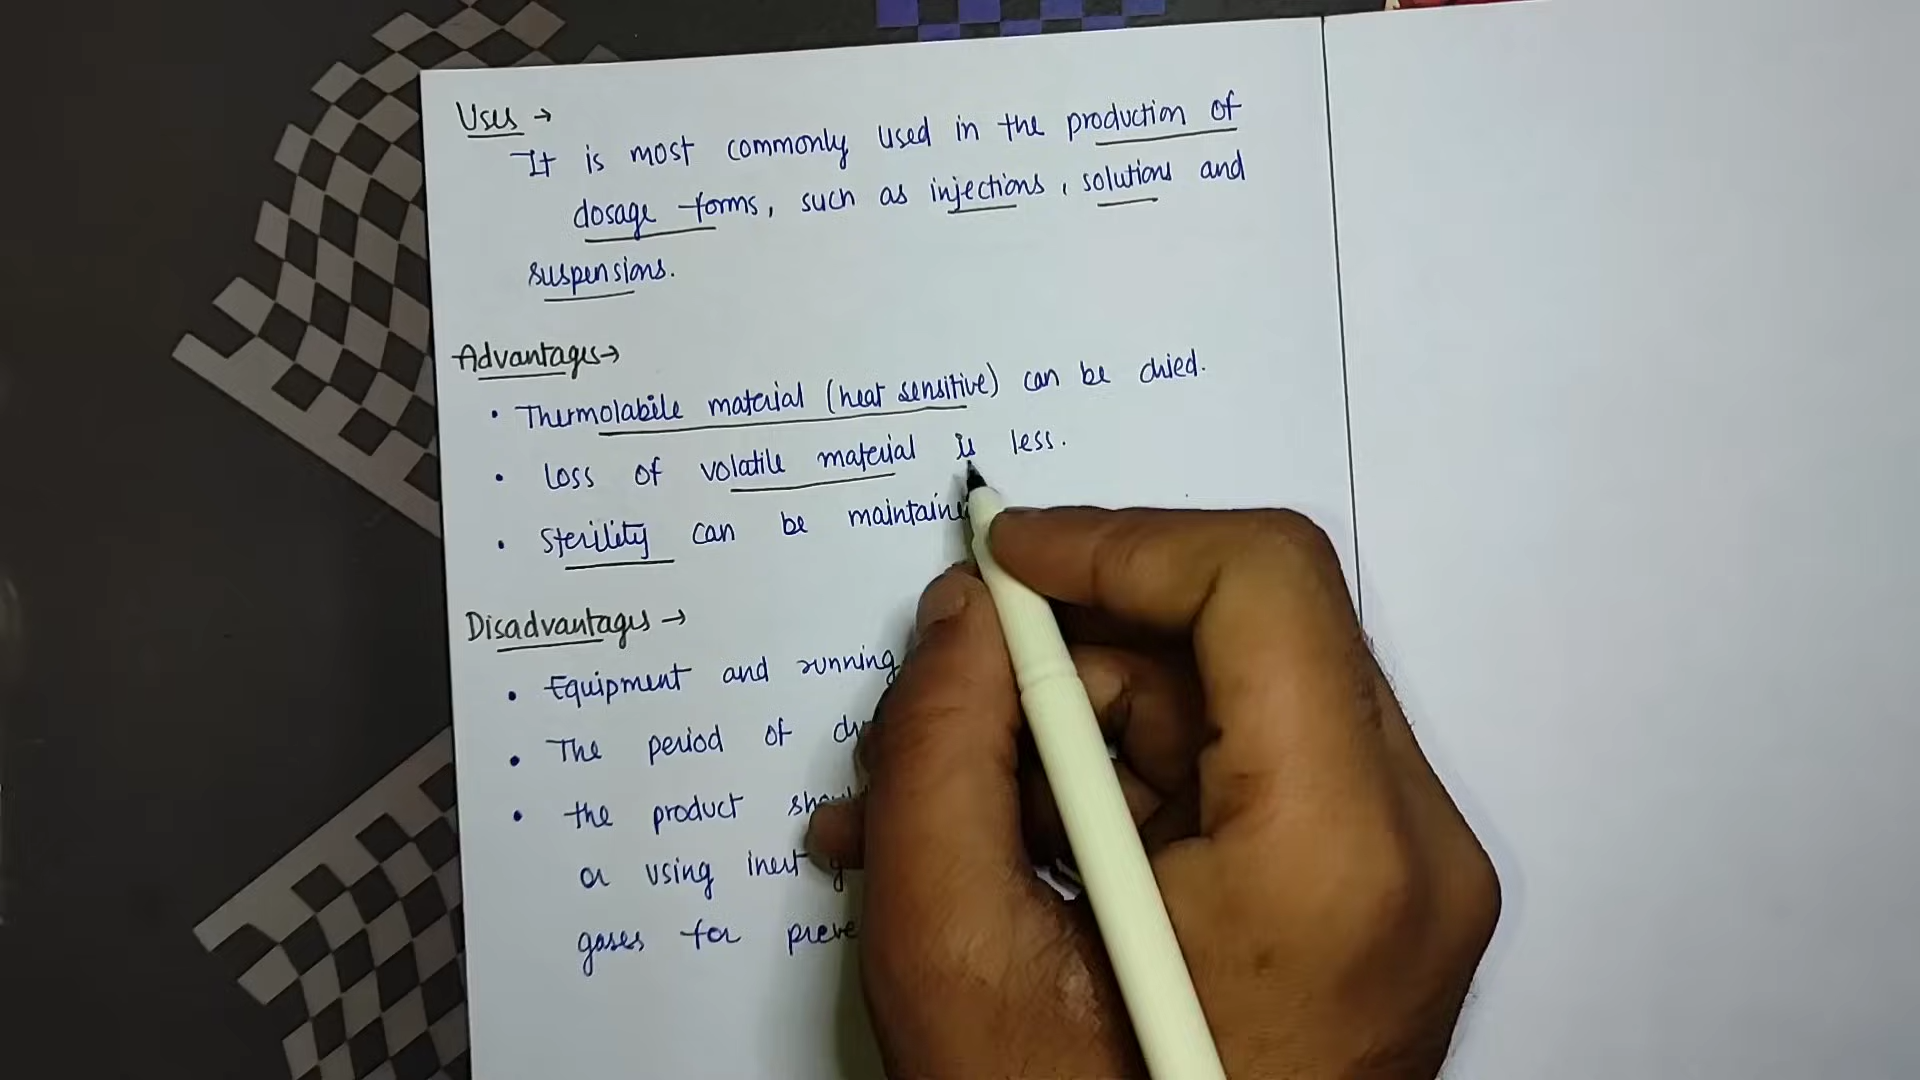 Uses →
It is most commonly used in the production of
dosage forms, such as injections, solutions and
suspensions.
Advantages →
• Thermolabile material (heat sensitive) can be dried.
• Loss of volatile material is less.
• Sterility can be
Disadvantages →
• Equipment and running
• The period of
• the product
or using inert
gases for